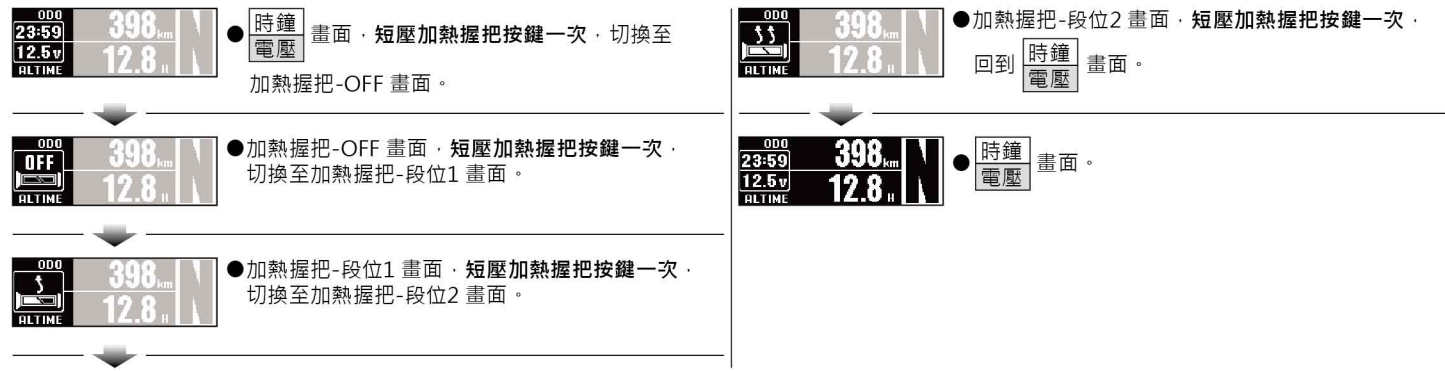 ODO
23:59
12.5v
ALTIME
398km
12.8 H
N
●時鐘
電壓
畫面，短壓加熱握把按鍵一次，切換至
加熱握把-OFF 畫面。
ODO
OFF
ALTIME
398km
12.8 H
N
●加熱握把-OFF 畫面，短壓加熱握把按鍵一次，
切換至加熱握把-段位1 畫面。
ODO
ALTIME
398km
12.8 H
N
●加熱握把-段位1 畫面，短壓加熱握把按鍵一次，
切換至加熱握把-段位2 畫面。
ODO
ALTIME
398km
12.8 H
N
●加熱握把-段位2 畫面，短壓加熱握把按鍵一次，
回到 時鐘
電壓
畫面。
ODO
23:59
12.5v
ALTIME
398km
12.8 H
N
●時鐘
電壓
畫面。